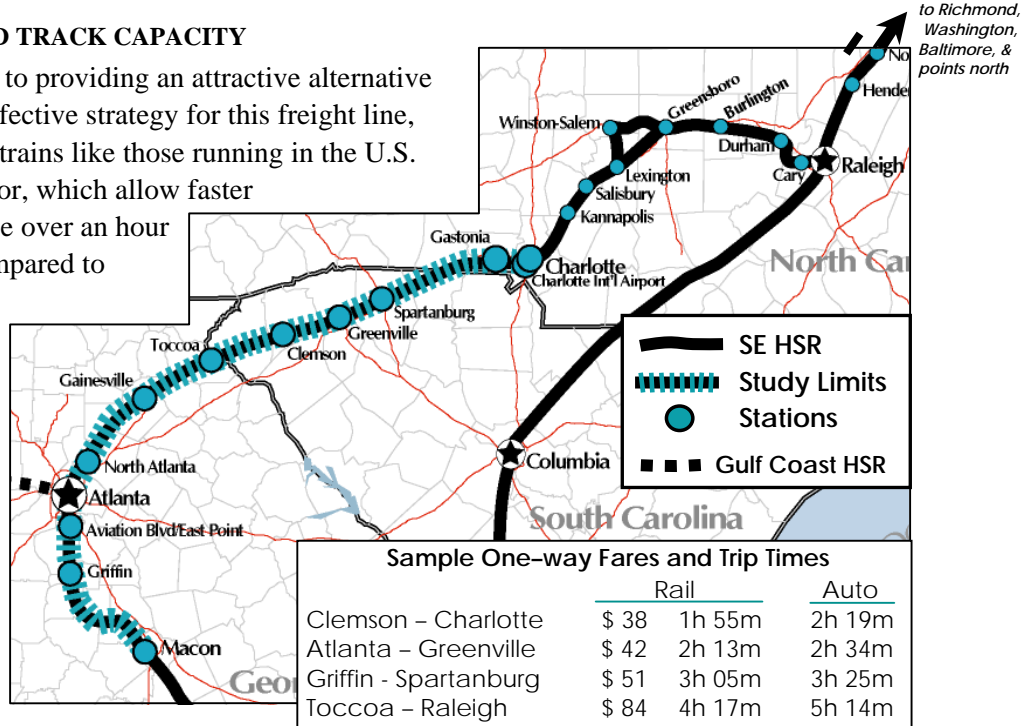 D TRACK CAPACITY
to providing an attractive alternative
fective strategy for this freight line,
trains like those running in the U.S.
or, which allow faster
e over an hour
mpared to
to Richmond,
Washington,
Baltimore, &
points north
No
Hende
Greensboro
Burlington
Winston-Salem
Durham
Cary
Raleigh
Lexington
Salisbury
Kannapolis
Gastonia
Charlotte
Charlotte Int'l Airport
North Car
Spartanburg
Greenville
Clemson
Toccoa
Gainesville
North Atlanta
Atlanta
Aviation Blvd/East Point
Griffin
Macon
Columbia
South Carolina
Geor
SE HSR
Study Limits
Stations
Gulf Coast HSR
Sample One–way Fares and Trip Times
Rail Auto
Clemson – Charlotte $ 38 1h 55m 2h 19m
Atlanta – Greenville $ 42 2h 13m 2h 34m
Griffin - Spartanburg $ 51 3h 05m 3h 25m
Toccoa – Raleigh $ 84 4h 17m 5h 14m